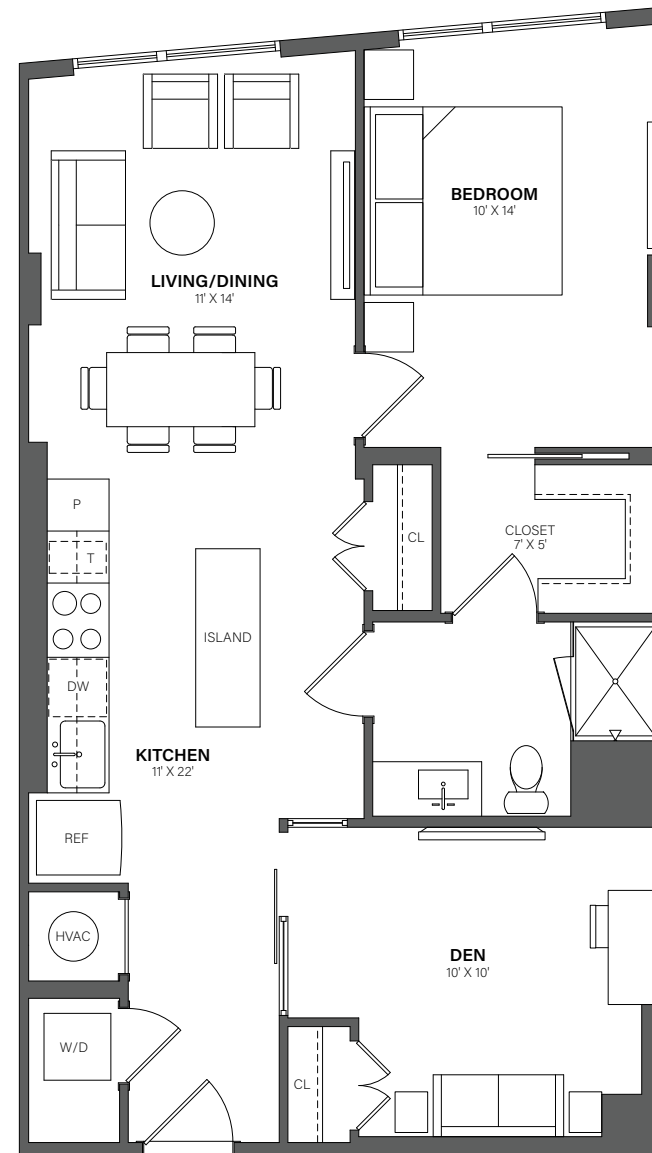 BEDROOM
10' X 14'
LIVING/DINING
11' X 14'
P
T
CL
CLOSET
7' X 5'
ISLAND
DW
KITCHEN
11' X 22'
REF
HVAC
DEN
10' X 10'
W/D
CL